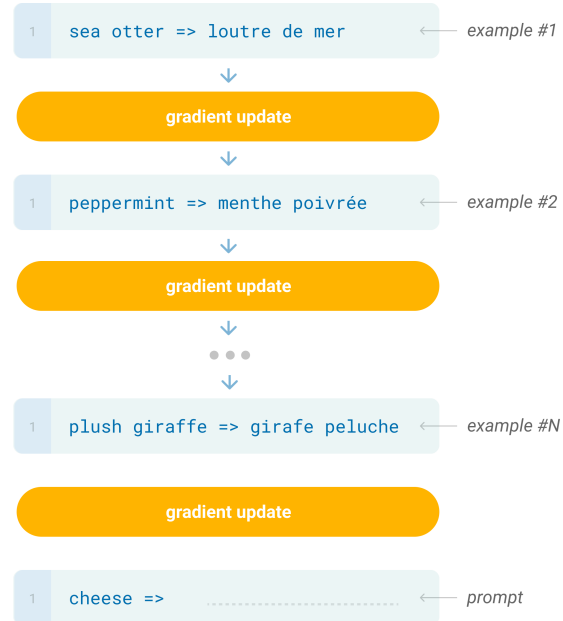 1 sea otter => loutre de mer example #1
gradient update
1 peppermint => menthe poivrée example #2
gradient update
1 plush giraffe => girafe peluche example #N
gradient update
1 cheese => prompt